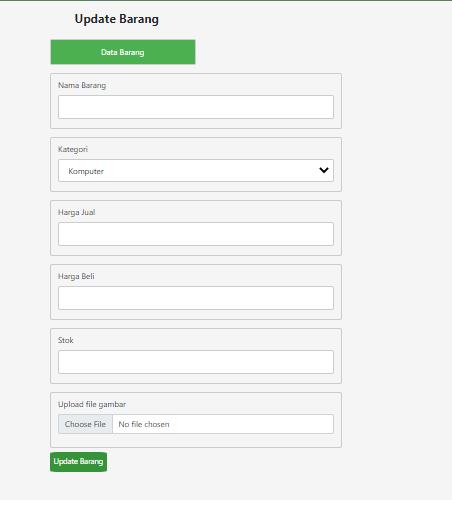 Update Barang
Data Barang
Nama Barang
Kategori
Komputer
Harga Jual
Harga Beli
Stok
Upload file gambar
Choose File No file chosen
Update Barang